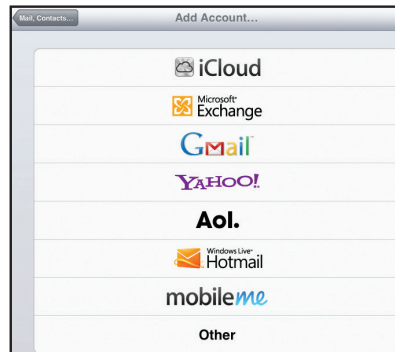 Mail, Contacts...
Add Account...
iCloud
Microsoft
Exchange
Gmail
YAHOO!
Aol.
Windows Live
Hotmail
mobileme
Other